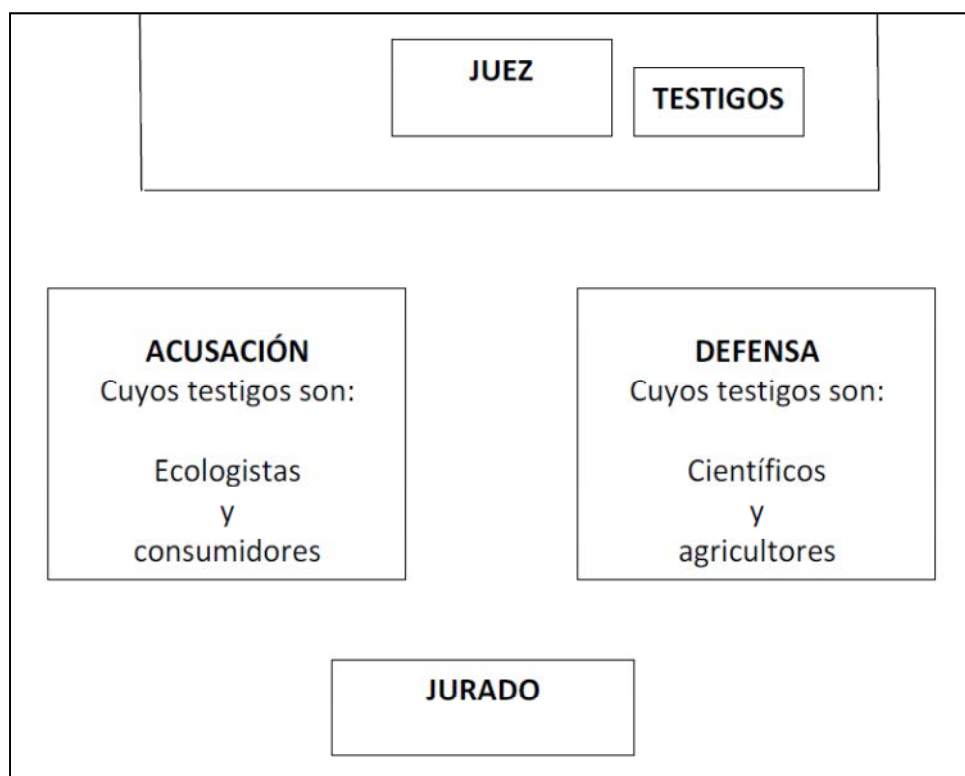 JUEZ
TESTIGOS
ACUSACIÓN
Cuyos testigos son:
Ecologistas
y
consumidores
DEFENSA
Cuyos testigos son:
Científicos
y
agricultores
JURADO